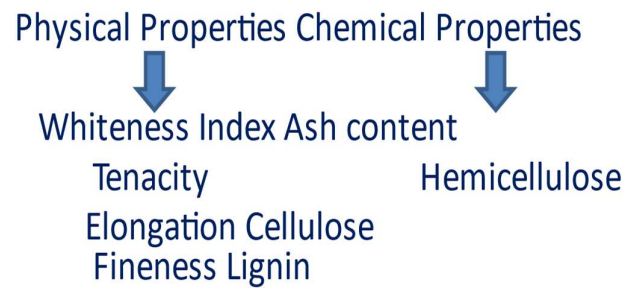 Physical Properties Chemical Properties
Whiteness Index Ash content
Tenacity Hemicellulose
Elongation Cellulose
Fineness Lignin